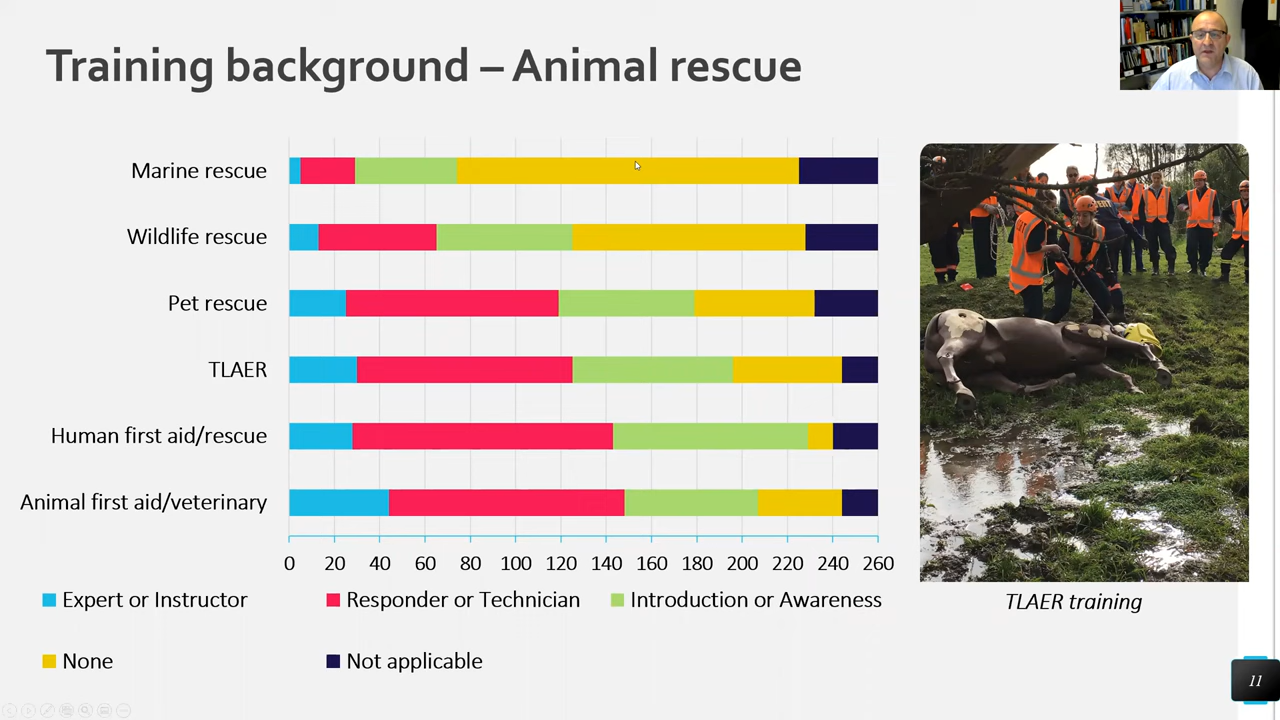 Training background – Animal rescue
Marine rescue
Wildlife rescue
Pet rescue
TLAER
Human first aid/rescue
Animal first aid/veterinary
0 20 40 60 80 100 120 140 160 180 200 220 240 260
Expert or Instructor
Responder or Technician
Introduction or Awareness
None
Not applicable
TLAER training
11